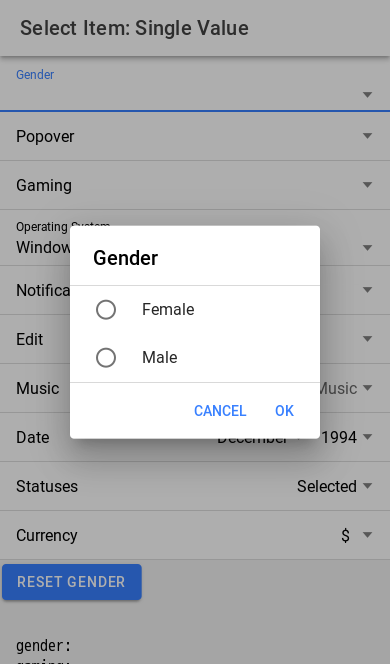 Select Item: Single Value
Gender
Popover
Gaming
Operating System
Window
Notifica
Gender
Female
Male
CANCEL
OK
Edit
Music
Music
Date
December
1994
Statuses
Selected
Currency
$
RESET GENDER
gender: